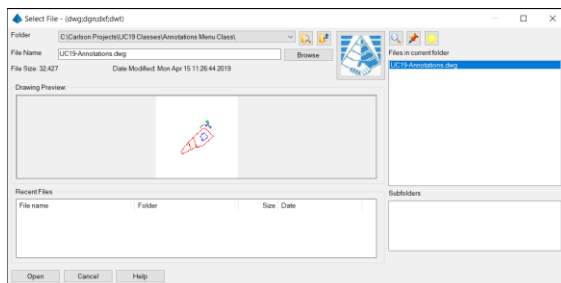 Select File - (dwg;dgn;dxf;dwt)
Folder
C:\Carlson Projects\UC19 Classes\Annotations Menu Class\
File Name
UC19-Annotations.dwg
Browse
File Size: 32,427
Date Modified: Mon Apr 15 11:26:44 2019
Files in current folder
UC19-Annotations.dwg
Drawing Preview:
Recent Files
File name Folder Size Date
Subfolders
Open Cancel Help